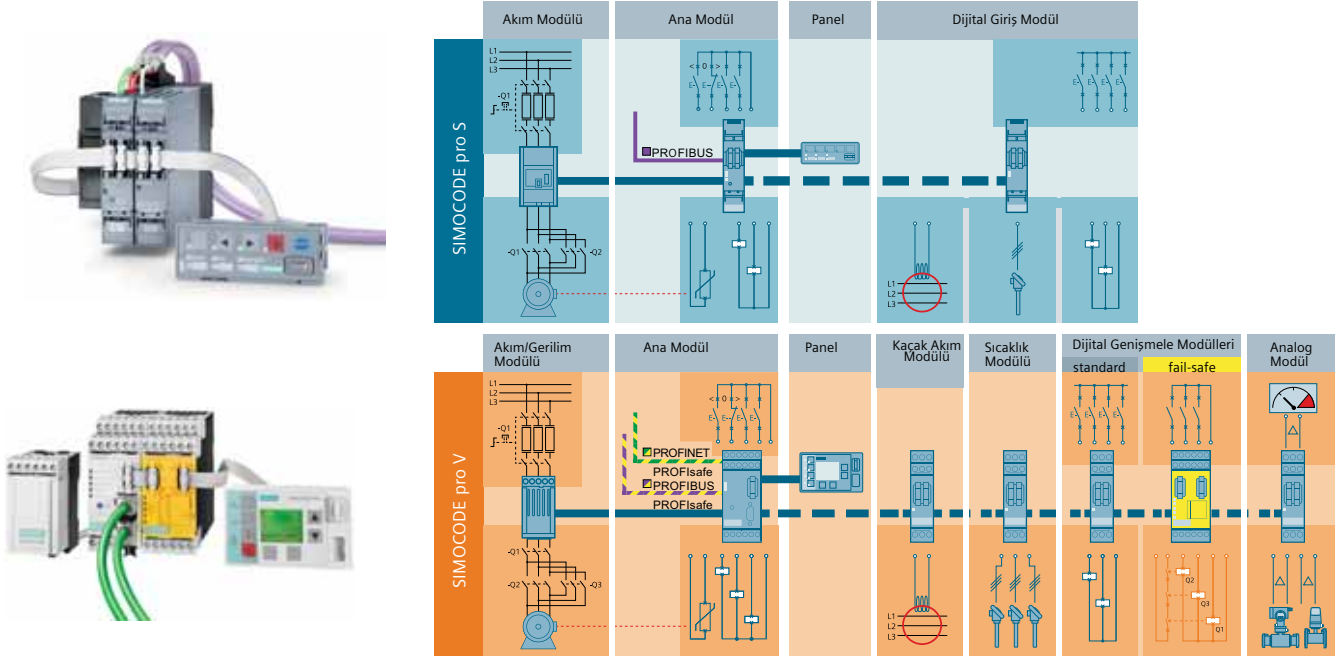 Akım Modülü
Ana Modül
Panel
Dijital Giriş Modül
SIMOCODE pro S
L1
L2
L3
-Q1
< 0 >
E-
E-
E-
E-
E-
PROFIBUS
-Q1
-Q2
L1
L2
L3
Akım/Gerilim
Modülü
Ana Modül
Panel
Kaçak Akım
Modülü
Sıcaklık
Modülü
Dijital Genişmele Modülleri
standard
fail-safe
Analog
Modül
SIMOCODE pro V
L1
L2
L3
-Q1
< 0 >
E-
E-
E-
E-
E-
PROFINET
PROFIsafe
PROFIBUS
PROFIsafe
-Q1
-Q2
-Q3
L1
L2
L3
Q2
Q3
Q1